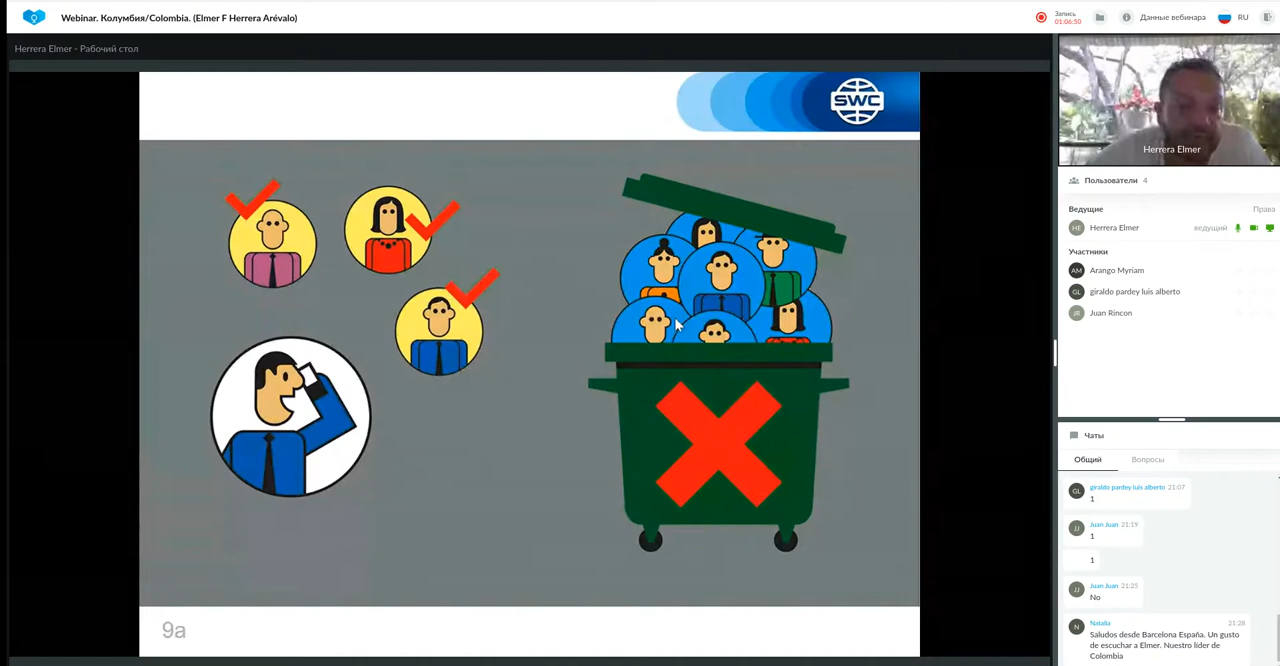 Webinar. Колумбия/Colombia. (Elmer F Herrera Arévalo)
Запись
01:06:50
Данные вебинара
RU
Herrera Elmer - Рабочий стол
SWC
9a
Herrera Elmer
Пользователи 4
Ведущие Права
HE Herrera Elmer ведущий
Участники
AM Arango Myriam
GL giraldo pardey luis alberto
JR Juan Rincon
Чаты
Общий Вопросы
GL giraldo pardey luis alberto 21:07
1
JJ Juan Juan 21:19
1
1
JJ Juan Juan 21:25
No
N Natalia 21:28
Saludos desde Barcelona España. Un gusto
de escuchar a Elmer. Nuestro líder de
Colombia